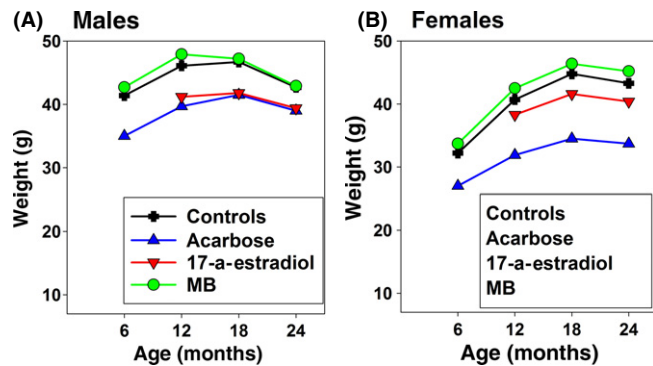 (A) Males
Weight (g)
50
40
30
20
10
Controls
Acarbose
17-a-estradiol
MB
6 12 18 24
Age (months)
(B) Females
Weight (g)
50
40
30
20
10
Controls
Acarbose
17-a-estradiol
MB
6 12 18 24
Age (months)